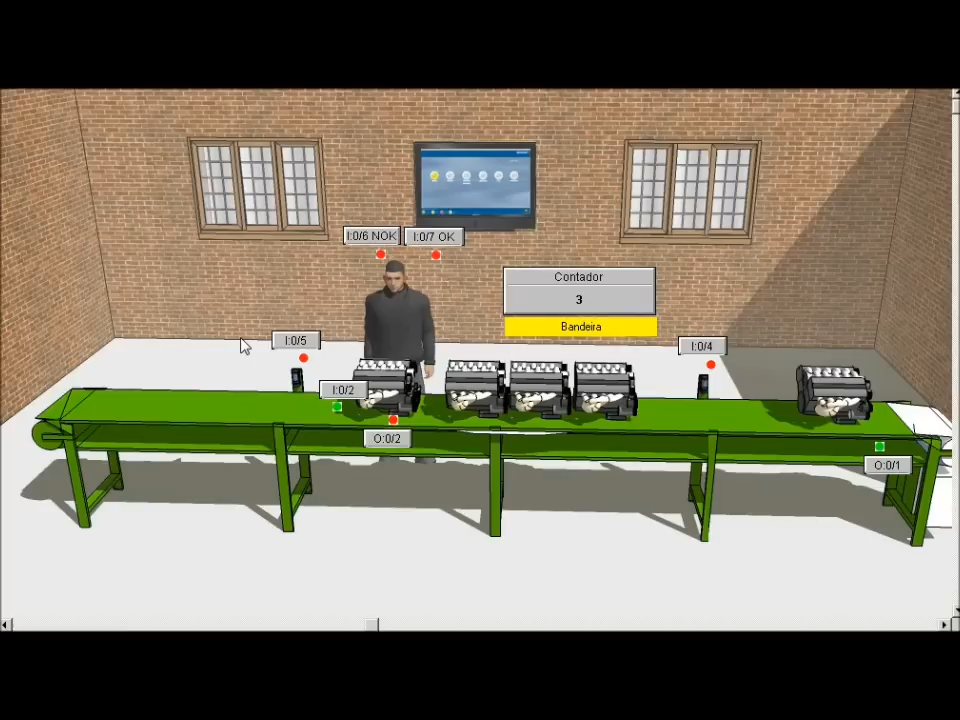 I:0/6 NOK
I:0/7 OK
Contador
3
Bandeira
I:0/5
I:0/4
I:0/2
O:0/2
O:0/1